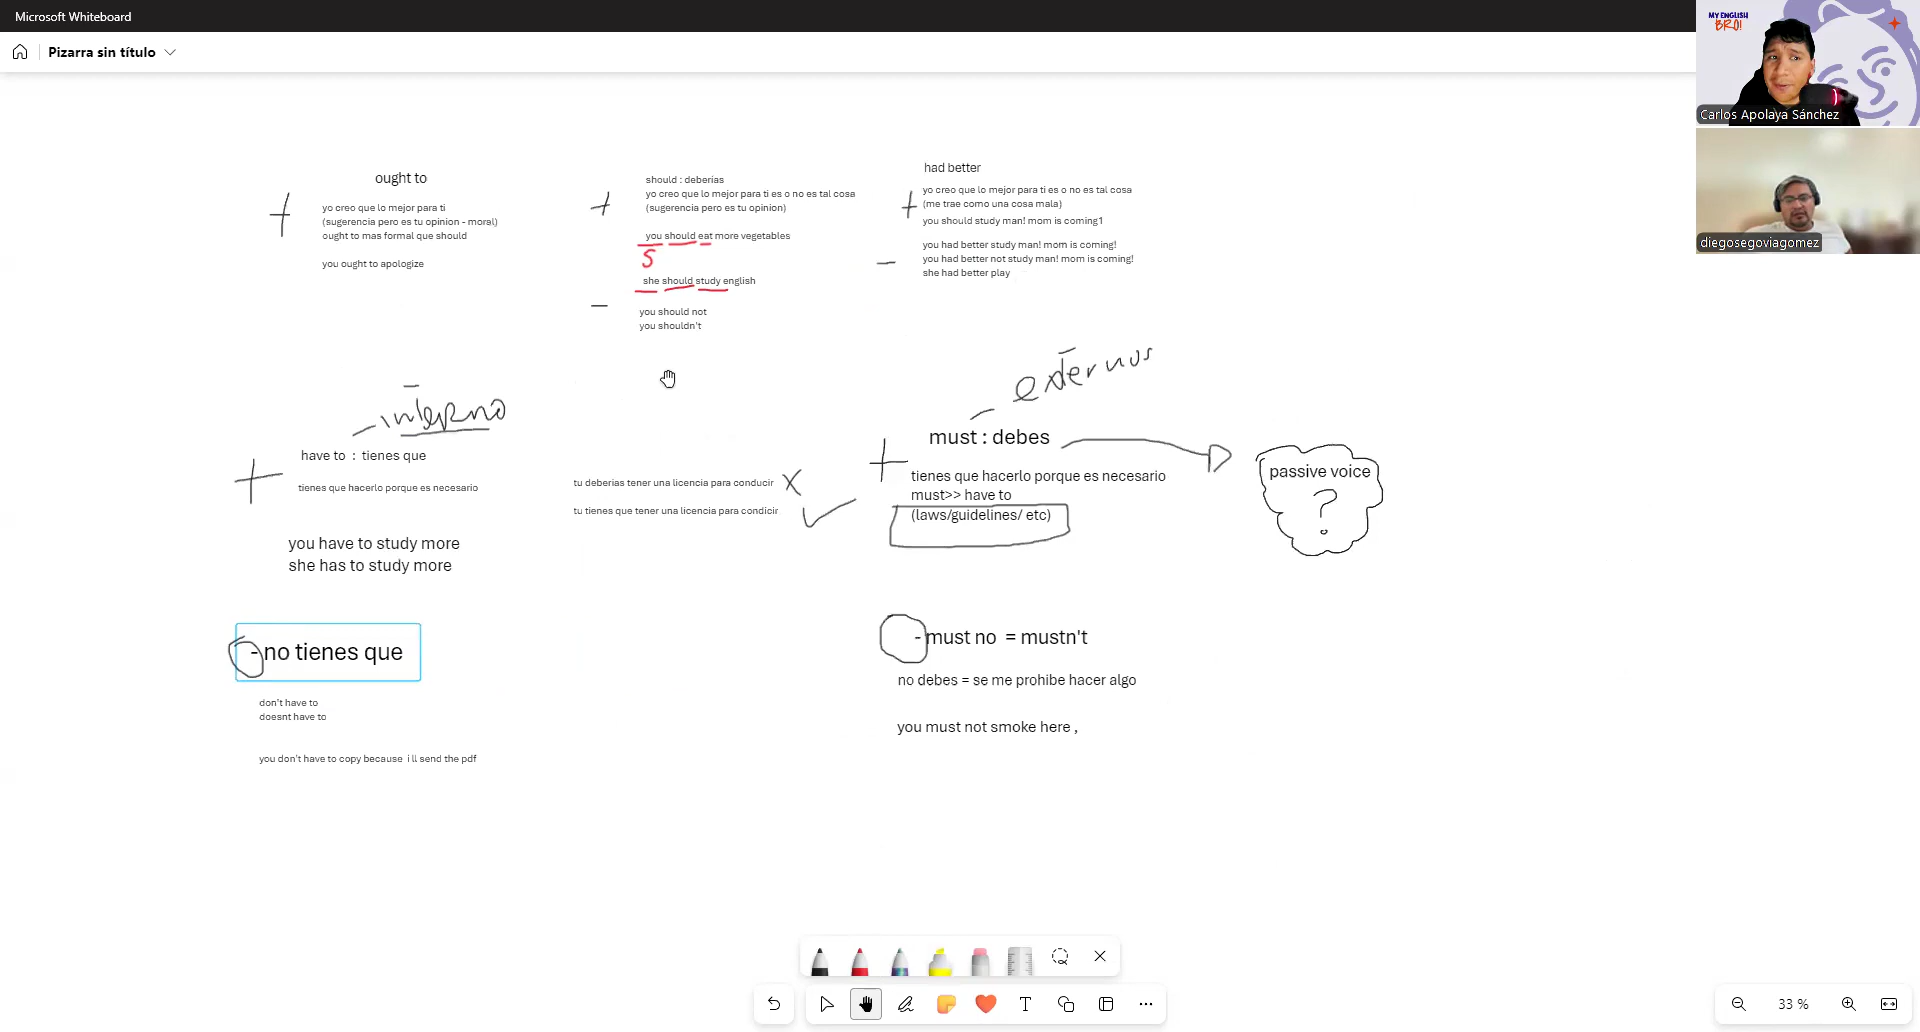 Microsoft Whiteboard
Pizarra sin título
MY ENGLISH
BRO!
Carlos Apolaya Sánchez
diegosegoviagomez
ought to
yo creo que lo mejor para ti
(sugerencia pero es tu opinion - moral)
ought to mas formal que should
you ought to apologize
+
+
should : deberías
yo creo que lo mejor para ti es o no es tal cosa
(sugerencia pero es tu opinion)
you should eat more vegetables
S
she should study english
-
you should not
you shouldn't
had better
+
yo creo que lo mejor para ti es o no es tal cosa
(me trae como una cosa mala)
you should study man! mom is coming1
-
you had better study man! mom is coming!
you had better not study man! mom is coming!
she had better play
- interno
+
have to : tienes que
tienes que hacerlo porque es necesario
you have to study more
she has to study more
tu deberias tener una licencia para conducir X
tu tienes que tener una licencia para condicir
- externos
+
must : debes
tienes que hacerlo porque es necesario
must>> have to
(laws/guidelines/ etc)
passive voice
?
- no tienes que
don't have to
doesnt have to
you don't have to copy because i ll send the pdf
- must no = mustn't
no debes = se me prohibe hacer algo
you must not smoke here ,
33 %